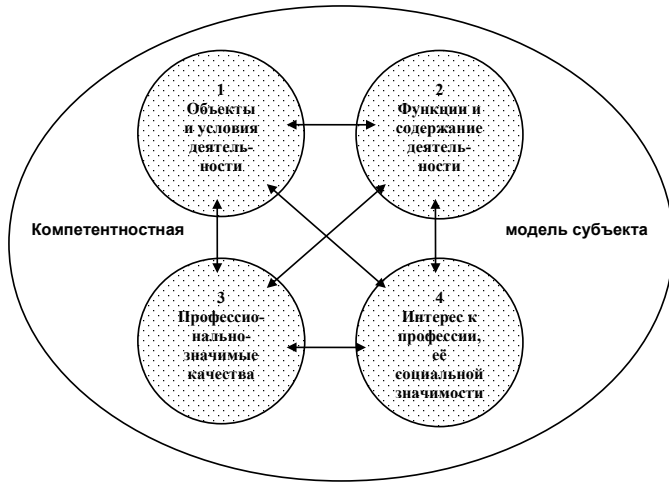 1
Объекты
и условия
деятель-
ности
2
Функции и
содержание
деятель-
ности
Компетентностная
модель субъекта
3
Профессио-
нально-
значимые
качества
4
Интерес к
профессии,
её
социальной
значимости